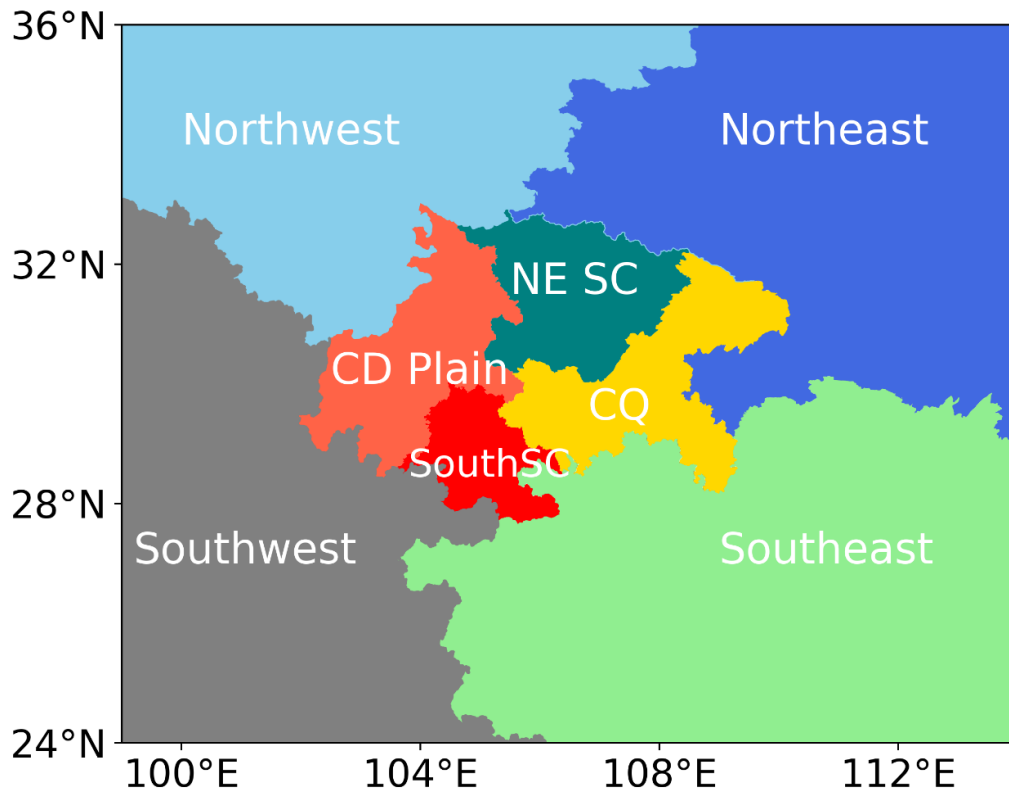 36°N
Northwest
Northeast
32°N
NE SC
CD Plain
CQ
SouthSC
28°N
Southwest
Southeast
24°N
100°E
104°E
108°E
112°E